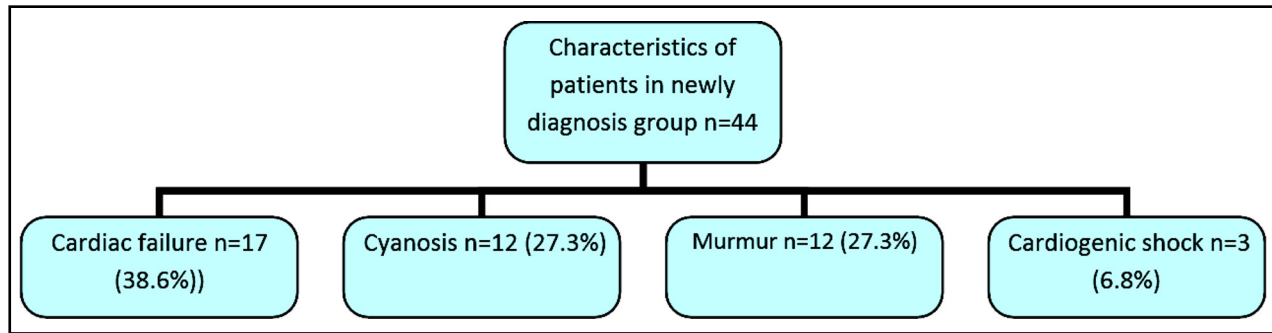 Characteristics of
patients in newly
diagnosis group n=44
Cardiac failure n=17
(38.6%))
Cyanosis n=12 (27.3%)
Murmur n=12 (27.3%)
Cardiogenic shock n=3
(6.8%)